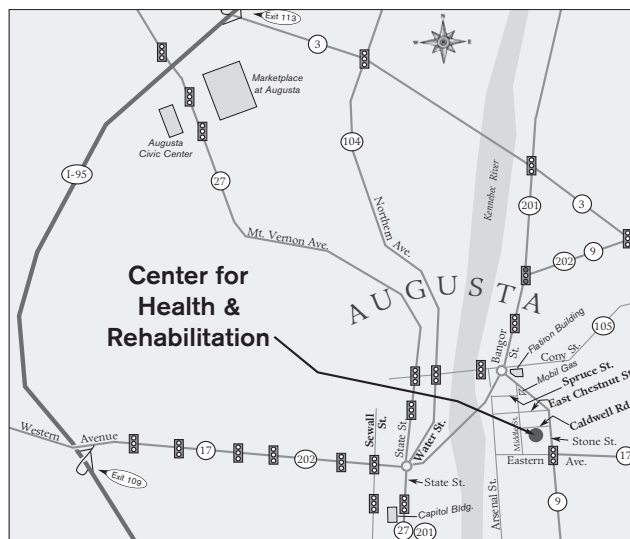 Exit 113
3
N
W
E
S
Marketplace
at Augusta
Augusta
Civic Center
104
I-95
27
Kennebec River
201
3
Northern Ave.
Mt. Vernon Ave.
9
202
Center for
Health &
Rehabilitation
AUGUSTA
105
Bangor
St.
Flatiron Building
Cony St.
Mobil Gas
Spruce St.
East Chestnut St
Caldwell Rd
Middle St.
Stone St.
Sewall
St.
State St.
Water St.
Western
Avenue
17
202
Eastern
Ave.
17
Exit 109
State St.
Arsenal St.
Capitol Bldg.
9
27
201